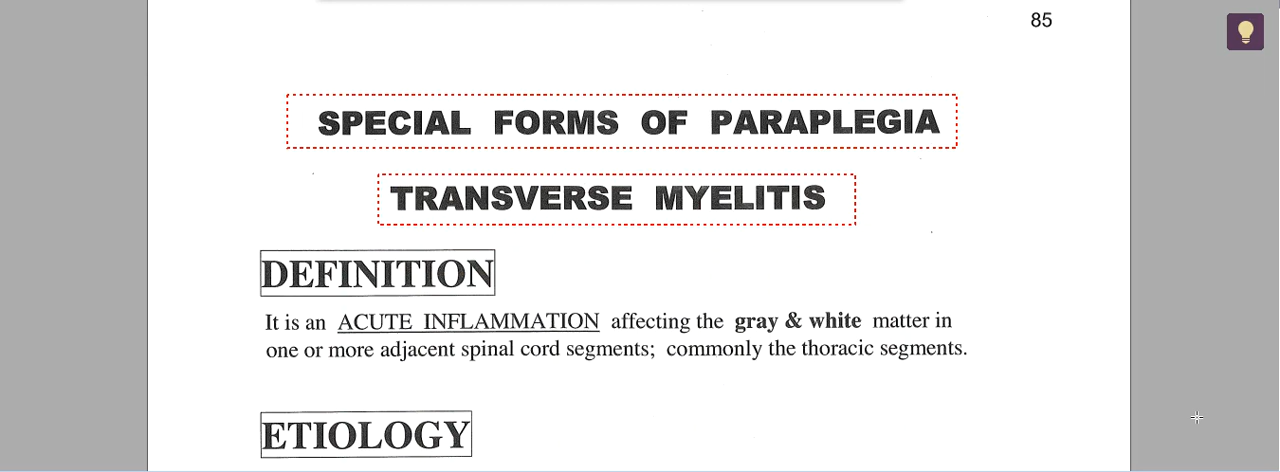 85
SPECIAL FORMS OF PARAPLEGIA
TRANSVERSE MYELITIS
DEFINITION
It is an ACUTE INFLAMMATION affecting the gray & white matter in
one or more adjacent spinal cord segments; commonly the thoracic segments.
ETIOLOGY